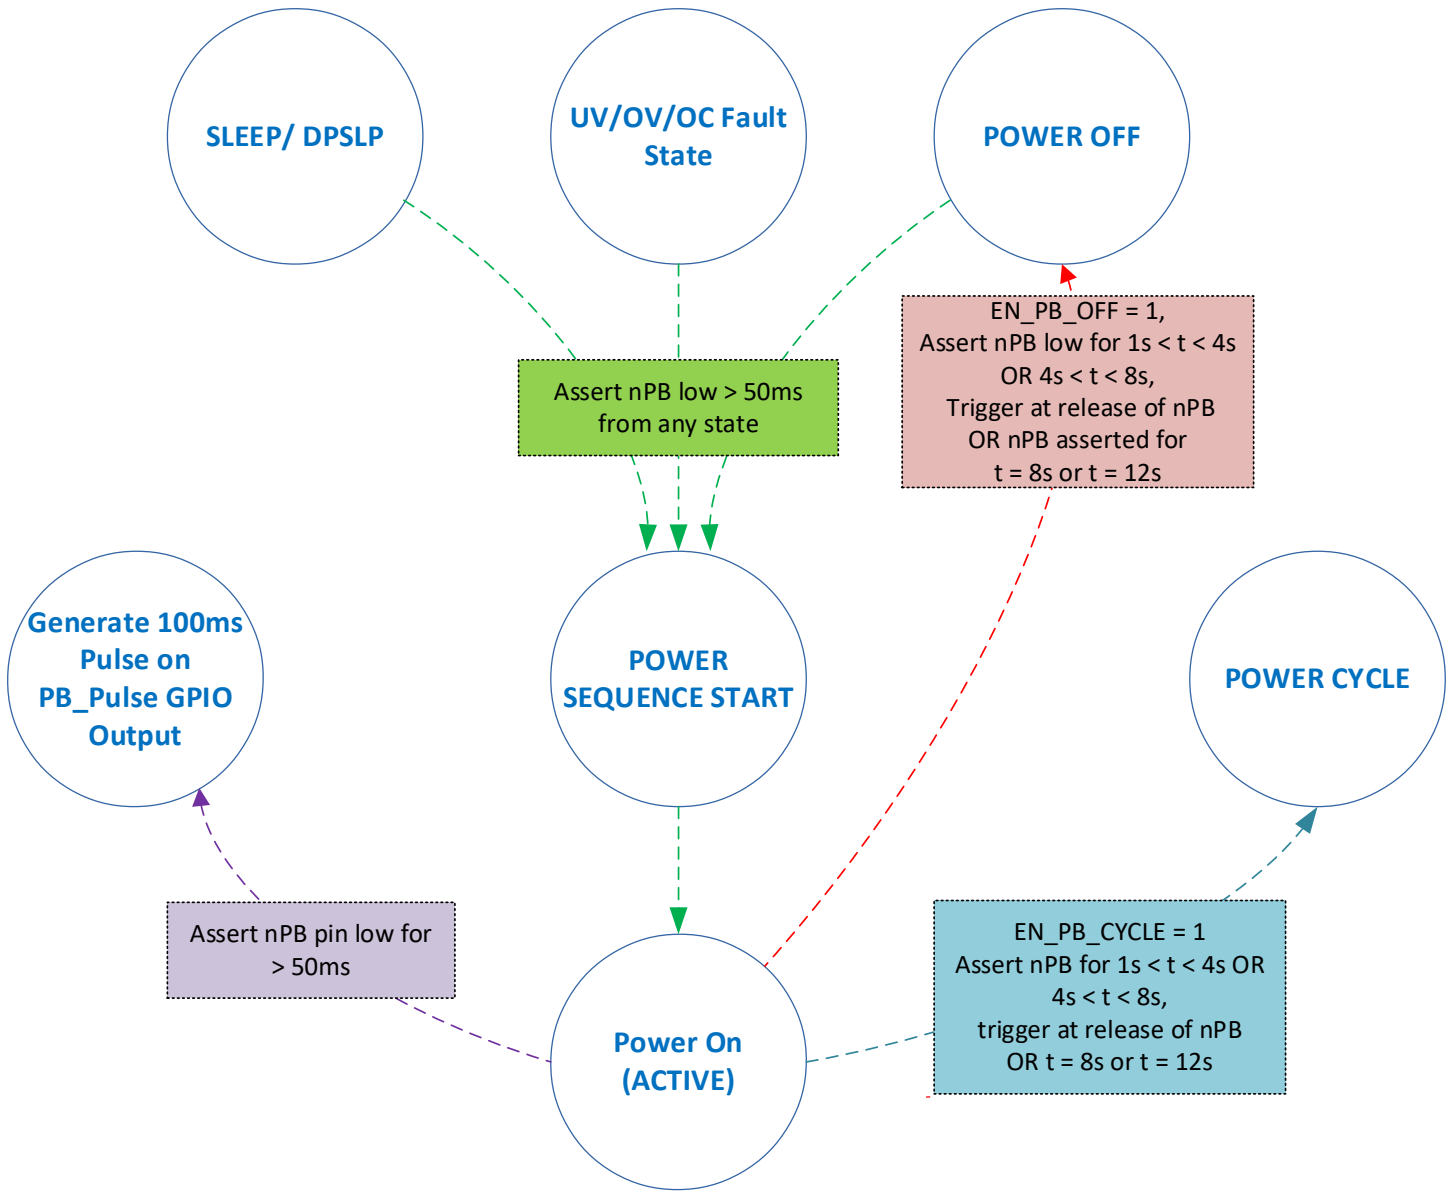 SLEEP/ DPSLP
UV/OV/OC Fault
State
POWER OFF
EN_PB_OFF = 1,
Assert nPB low for 1s < t < 4s
OR 4s < t < 8s,
Trigger at release of nPB
OR nPB asserted for
t = 8s or t = 12s
Assert nPB low > 50ms
from any state
Generate 100ms
Pulse on
PB_Pulse GPIO
Output
POWER
SEQUENCE START
POWER CYCLE
Assert nPB pin low for
> 50ms
EN_PB_CYCLE = 1
Assert nPB for 1s < t < 4s OR
4s < t < 8s,
trigger at release of nPB
OR t = 8s or t = 12s
Power On
(ACTIVE)